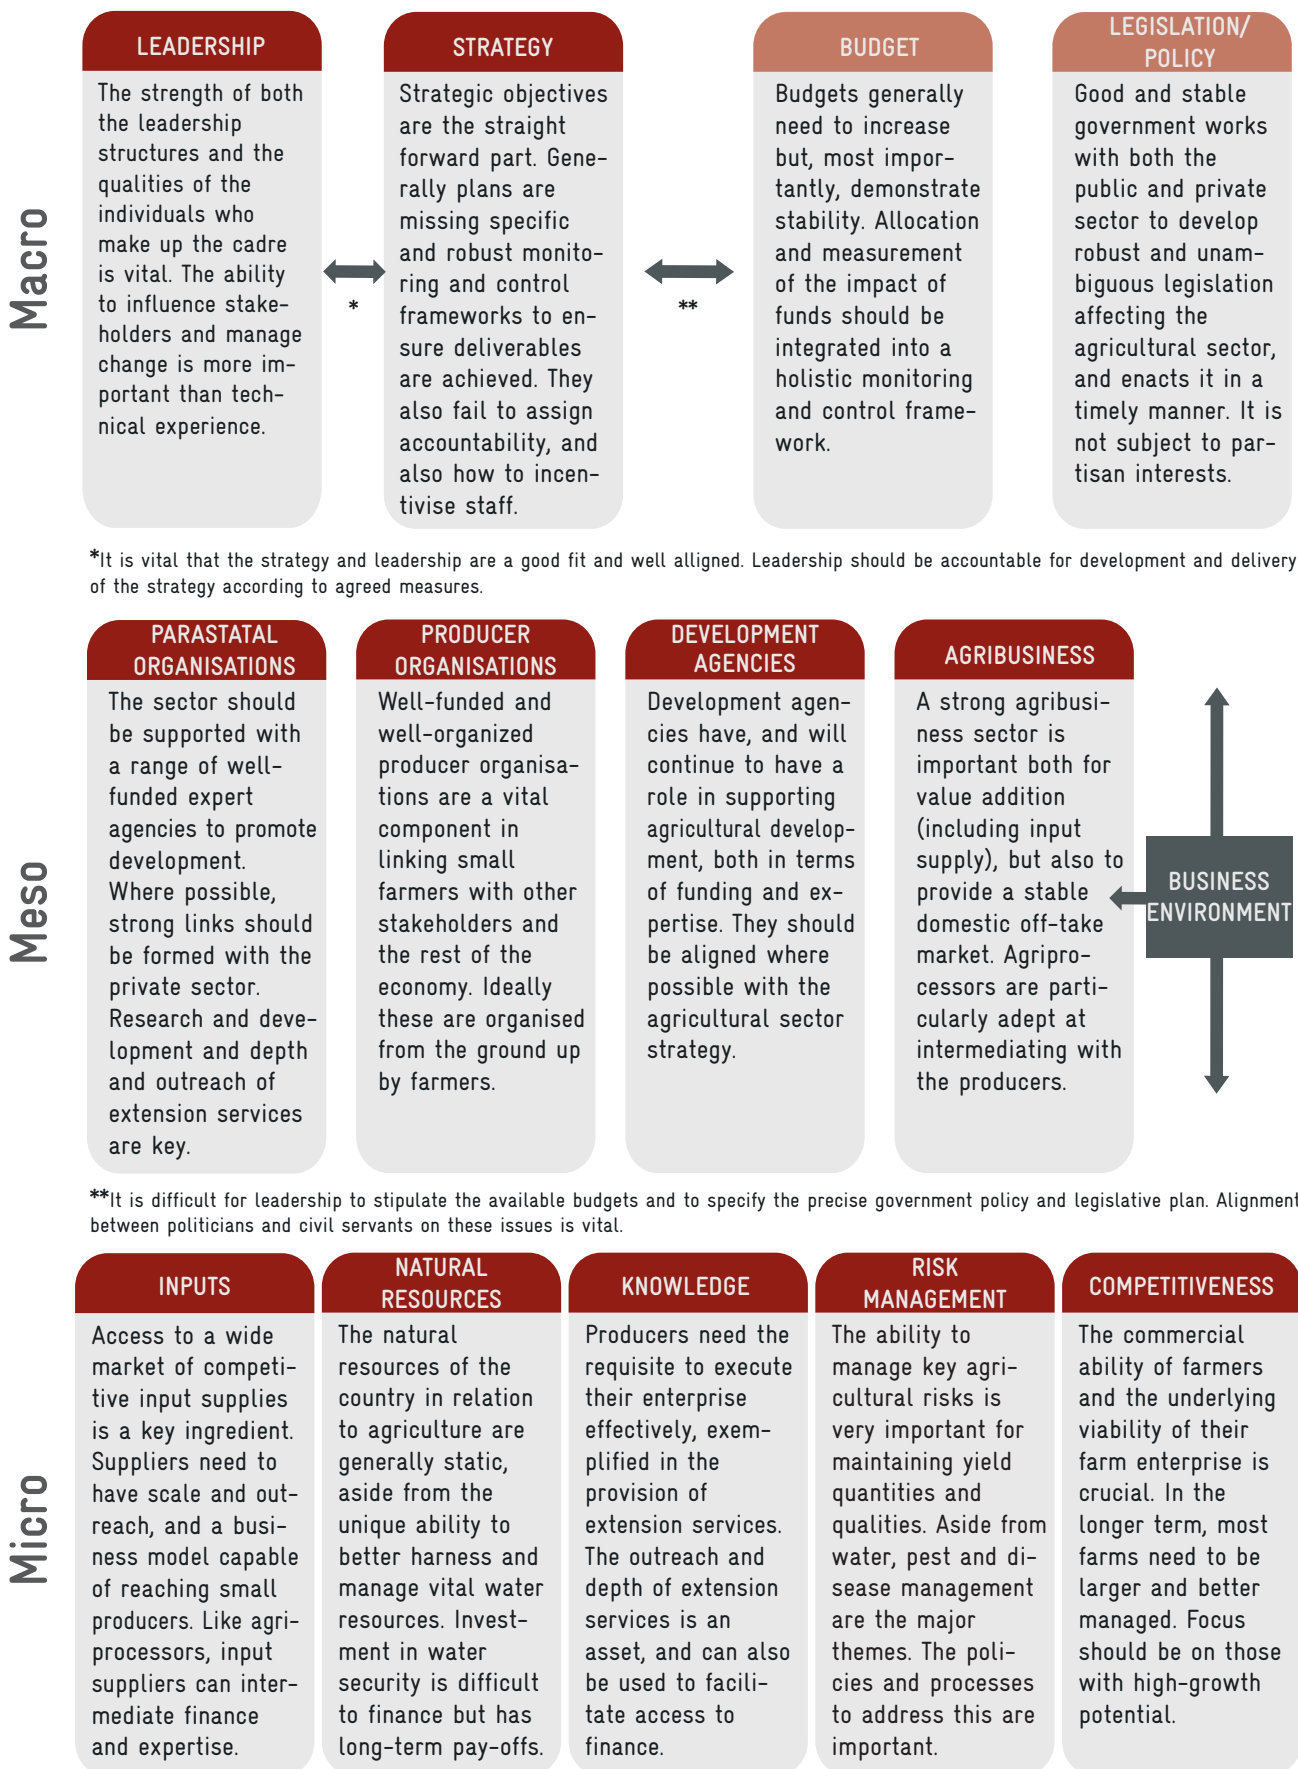 Macro
LEADERSHIP
The strength of both
the leadership
structures and the
qualities of the
individuals who
make up the cadre
is vital. The ability
to influence stake-
holders and manage
change is more im-
portant than tech-
nical experience.
*
STRATEGY
Strategic objectives
are the straight
forward part. Gene-
rally plans are
missing specific
and robust monito-
ring and control
frameworks to en-
sure deliverables
are achieved. They
also fail to assign
accountability, and
also how to incen-
tivise staff.
**
BUDGET
Budgets generally
need to increase
but, most impor-
tantly, demonstrate
stability. Allocation
and measurement
of the impact of
funds should be
integrated into a
holistic monitoring
and control frame-
work.
LEGISLATION/
POLICY
Good and stable
government works
with both the
public and private
sector to develop
robust and unam-
biguous legislation
affecting the
agricultural sector,
and enacts it in a
timely manner. It is
not subject to par-
tisan interests.
*It is vital that the strategy and leadership are a good fit and well alligned. Leadership should be accountable for development and delivery
of the strategy according to agreed measures.
Meso
PARASTATAL
ORGANISATIONS
The sector should
be supported with
a range of well-
funded expert
agencies to promote
development.
Where possible,
strong links should
be formed with the
private sector.
Research and deve-
lopment and depth
and outreach of
extension services
are key.
PRODUCER
ORGANISATIONS
Well-funded and
well-organized
producer organisa-
tions are a vital
component in
linking small
farmers with other
stakeholders and
the rest of the
economy. Ideally
these are organised
from the ground up
by farmers.
DEVELOPMENT
AGENCIES
Development agen-
cies have, and will
continue to have a
role in supporting
agricultural develop-
ment, both in terms
of funding and ex-
pertise. They should
be aligned where
possible with the
agricultural sector
strategy.
AGRIBUSINESS
A strong agribusi-
ness sector is
important both for
value addition
(including input
supply), but also to
provide a stable
domestic off-take
market. Agripro-
cessors are parti-
cularly adept at
intermediating with
the producers.
BUSINESS
ENVIRONMENT
**It is difficult for leadership to stipulate the available budgets and to specify the precise government policy and legislative plan. Alignment
between politicians and civil servants on these issues is vital.
Micro
INPUTS
Access to a wide
market of competi-
tive input supplies
is a key ingredient.
Suppliers need to
have scale and out-
reach, and a busi-
ness model capable
of reaching small
producers. Like agri-
processors, input
suppliers can inter-
mediate finance
and expertise.
NATURAL
RESOURCES
The natural
resources of the
country in relation
to agriculture are
generally static,
aside from the
unique ability to
better harness and
manage vital water
resources. Invest-
ment in water
security is difficult
to finance but has
long-term pay-offs.
KNOWLEDGE
Producers need the
requisite to execute
their enterprise
effectively, exem-
plified in the
provision of
extension services.
The outreach and
depth of extension
services is an
asset, and can also
be used to facili-
tate access to
finance.
RISK
MANAGEMENT
The ability to
manage key agri-
cultural risks is
very important for
maintaining yield
quantities and
qualities. Aside from
water, pest and di-
sease management
are the major
themes. The poli-
cies and processes
to address this are
important.
COMPETITIVENESS
The commercial
ability of farmers
and the underlying
viability of their
farm enterprise is
crucial. In the
longer term, most
farms need to be
larger and better
managed. Focus
should be on those
with high-growth
potential.